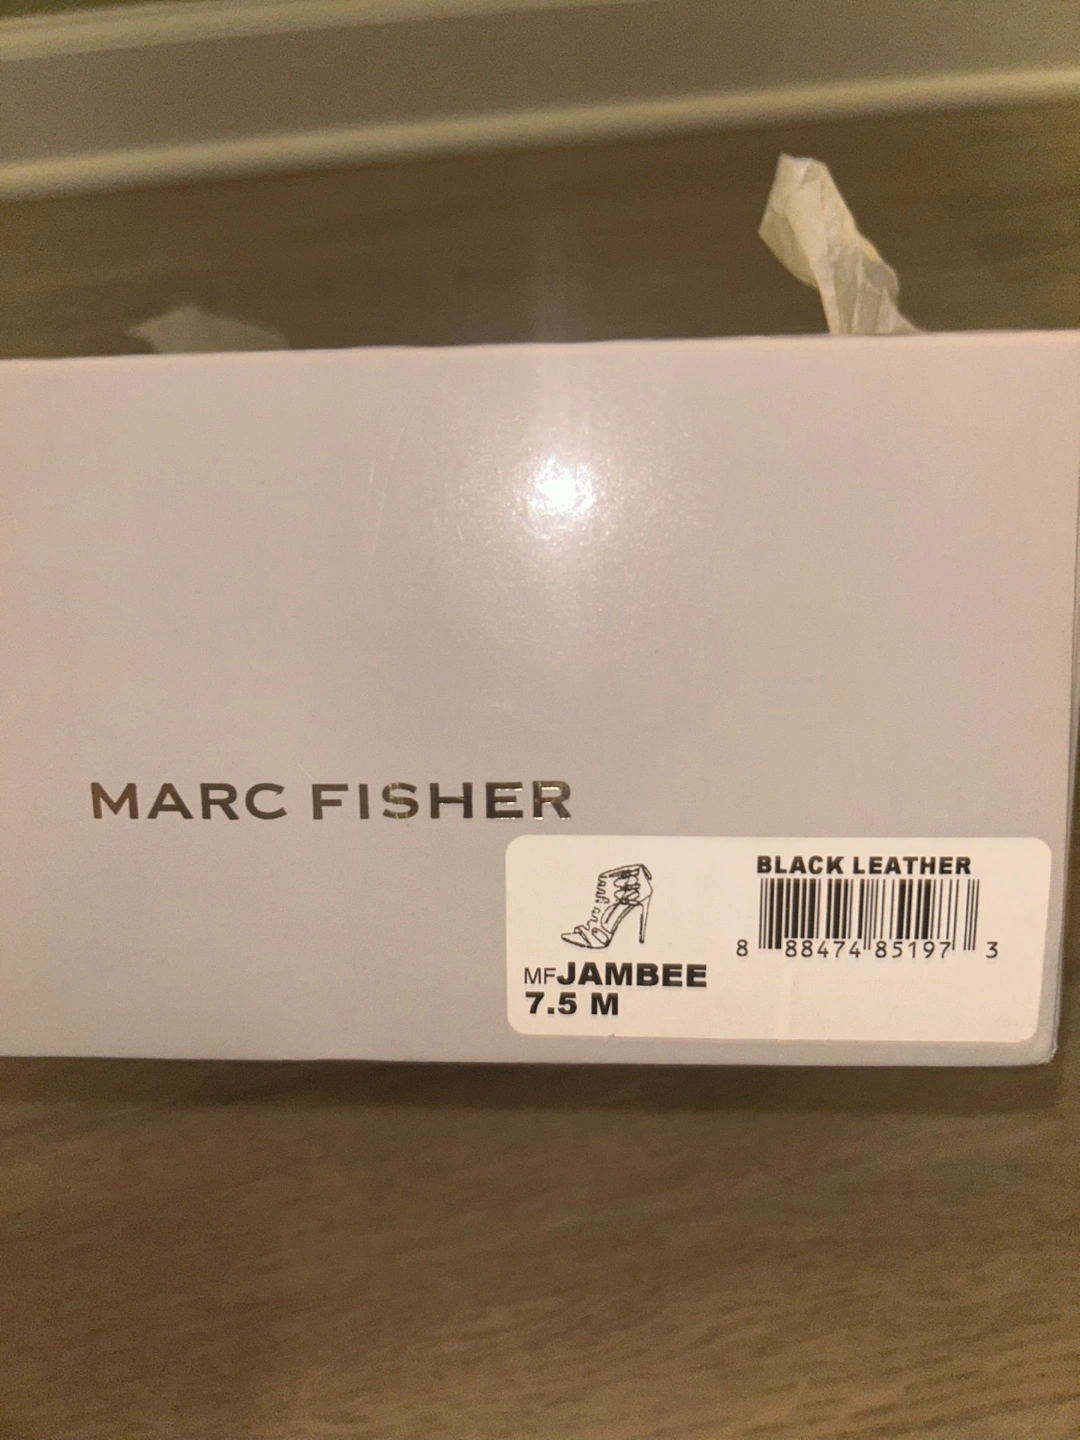 MARC FISHER
BLACK LEATHER
8 88474 85197 3
MFJAMBEE
7.5 M